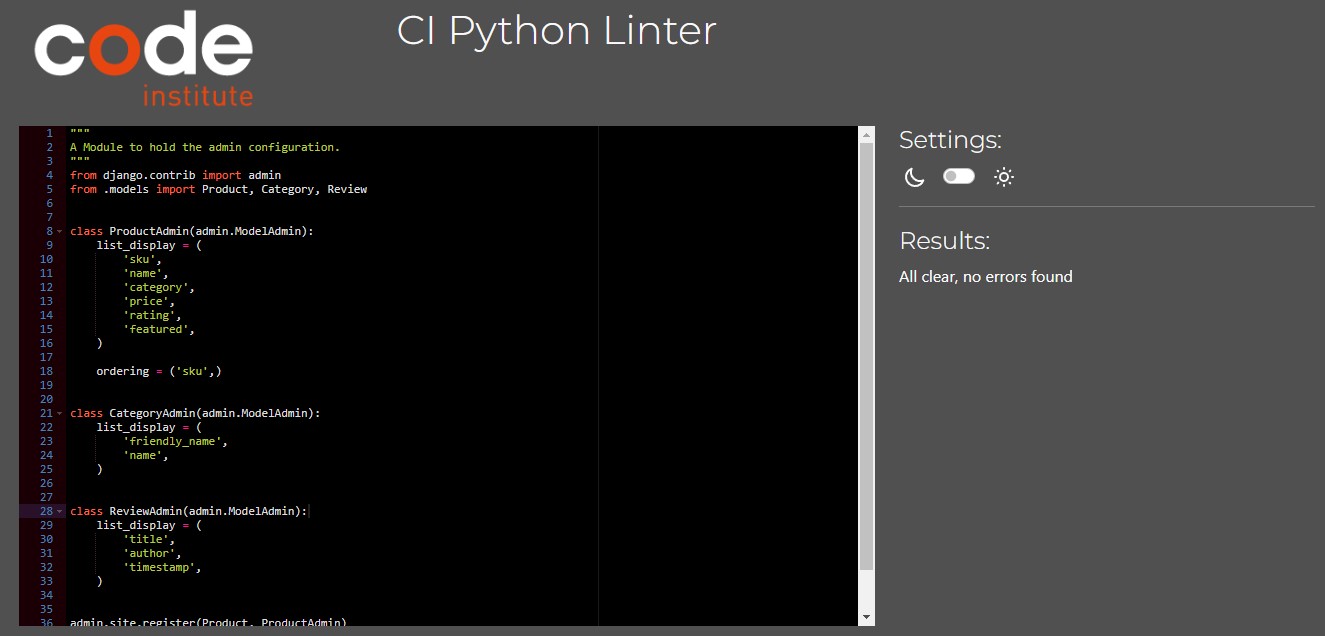 code
institute
CI Python Linter
1 """
2 A Module to hold the admin configuration.
3 """
4 from django.contrib import admin
5 from .models import Product, Category, Review
6
7
8 class ProductAdmin(admin.ModelAdmin):
9     list_display = (
10         'sku',
11         'name',
12         'category',
13         'price',
14         'rating',
15         'featured',
16     )
17
18     ordering = ('sku',)
19
20
21 class CategoryAdmin(admin.ModelAdmin):
22     list_display = (
23         'friendly_name',
24         'name',
25     )
26
27
28 class ReviewAdmin(admin.ModelAdmin):
29     list_display = (
30         'title',
31         'author',
32         'timestamp',
33     )
34
35
36 admin.site.register(Product, ProductAdmin)
Settings:
Results:
All clear, no errors found